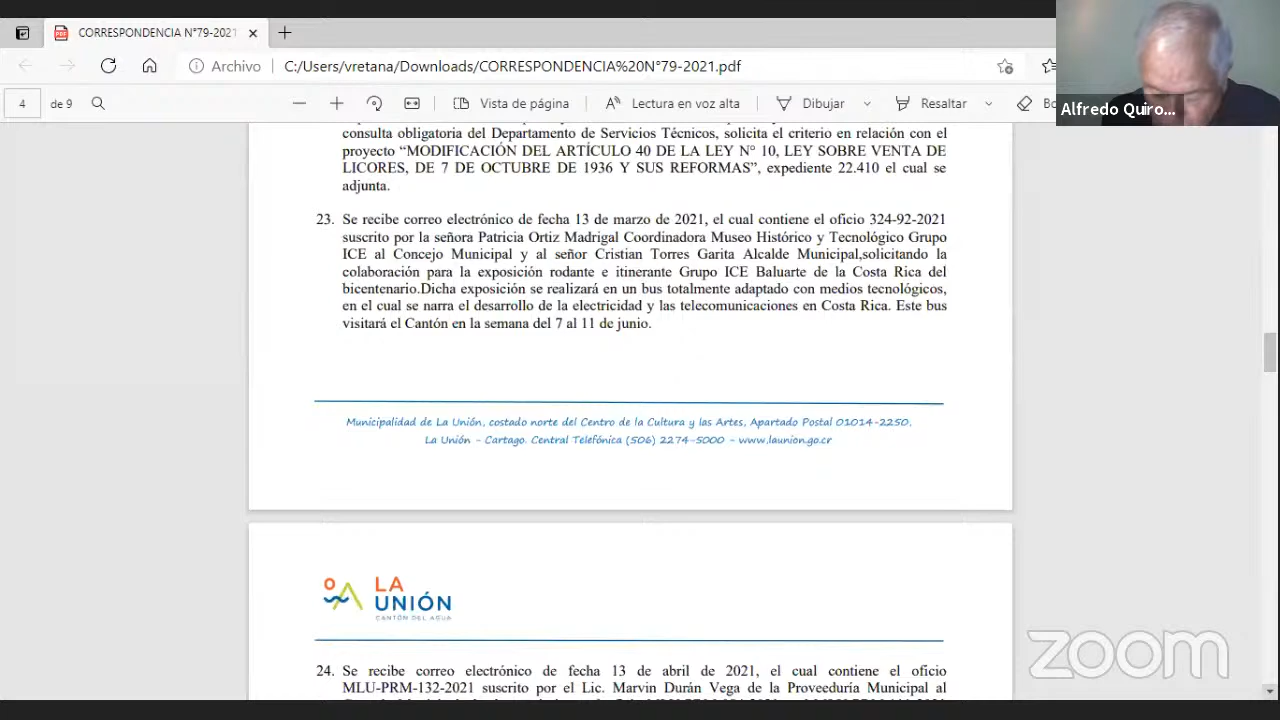 CORRESPONDENCIA N°79-2021
Archivo
C:/Users/vretana/Downloads/CORRESPONDENCIA%20N°79-2021.pdf
4 de 9
Vista de página
Lectura en voz alta
Dibujar
Resaltar
Alfredo Quiro...
consulta obligatoria del Departamento de Servicios Técnicos, solicita el criterio en relación con el
proyecto “MODIFICACIÓN DEL ARTÍCULO 40 DE LA LEY N° 10, LEY SOBRE VENTA DE
LICORES, DE 7 DE OCTUBRE DE 1936 Y SUS REFORMAS”, expediente 22.410 el cual se
adjunta.
23. Se recibe correo electrónico de fecha 13 de marzo de 2021, el cual contiene el oficio 324-92-2021
suscrito por la señora Patricia Ortiz Madrigal Coordinadora Museo Histórico y Tecnológico Grupo
ICE al Concejo Municipal y al señor Cristian Torres Garita Alcalde Municipal,solicitando la
colaboración para la exposición rodante e itinerante Grupo ICE Baluarte de la Costa Rica del
bicentenario.Dicha exposición se realizará en un bus totalmente adaptado con medios tecnológicos,
en el cual se narra el desarrollo de la electricidad y las telecomunicaciones en Costa Rica. Este bus
visitará el Cantón en la semana del 7 al 11 de junio.
Municipalidad de La Unión, costado norte del Centro de la Cultura y las Artes, Apartado Postal 01014-2250,
La Unión - Cartago. Central Telefónica (506) 2274-5000 - www.launion.go.cr
LA
UNIÓN
CANTÓN DEL AGUA
24. Se recibe correo electrónico de fecha 13 de abril de 2021, el cual contiene el oficio
MLU-PRM-132-2021 suscrito por el Lic. Marvin Durán Vega de la Proveeduría Municipal al
zoom